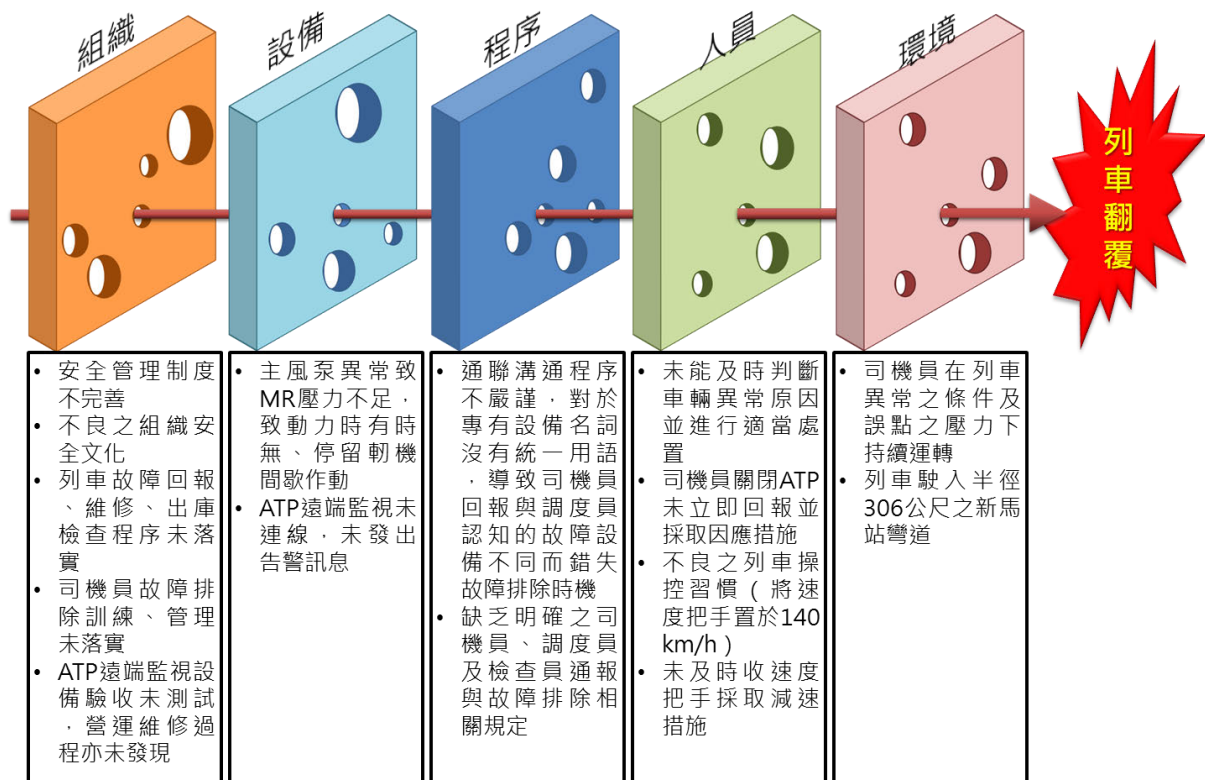 組織
設備
程序
人員
環境
列
車
翻
覆
• 安全管理制度
不完善
• 不良之組織安
全文化
• 列車故障回報
、維修、出庫
檢查程序未落
實
• 司機員故障排
除訓練、管理
未落實
• ATP遠端監視設
備驗收未測試
，營運維修過
程亦未發現
• 主風泵異常致
MR壓力不足，
致動力時有時
無、停留軔機
間歇作動
• ATP遠端監視未
連線，未發出
告警訊息
• 通聯溝通程序
不嚴謹，對於
專有設備名詞
沒有統一用語
，導致司機員
回報與調度員
認知的故障設
備不同而錯失
故障排除時機
• 缺乏明確之司
機員、調度員
及檢查員通報
與故障排除相
關規定
• 未能及時判斷
車輛異常原因
並進行適當處
置
• 司機員關閉ATP
未立即回報並
採取因應措施
• 不良之列車操
控習慣（將速
度把手置於140
km/h）
• 未及時收速度
把手採取減速
措施
• 司機員在列車
異常之條件及
誤點之壓力下
持續運轉
• 列車駛入半徑
306公尺之新馬
站彎道